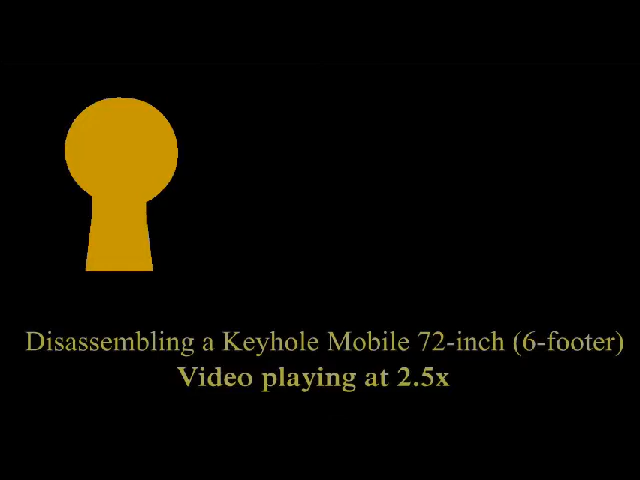 Disassembling a Keyhole Mobile 72-inch (6-footer)
Video playing at 2.5x